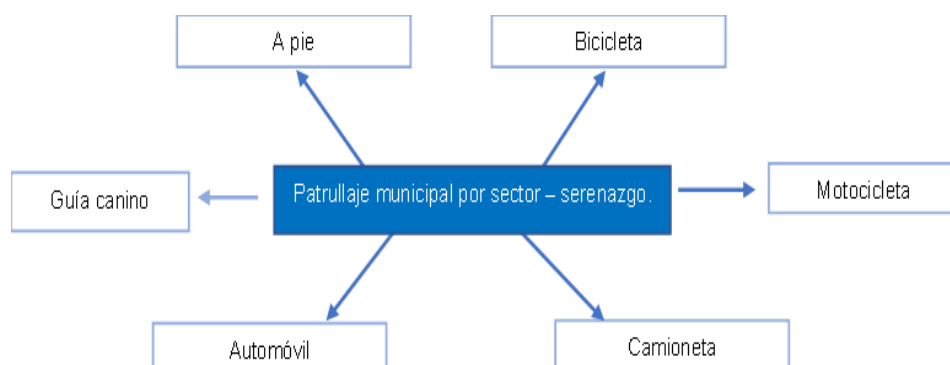 A pie
Bicicleta
Patrullaje municipal por sector – serenazgo.
Guía canino
Motocicleta
Automóvil
Camioneta